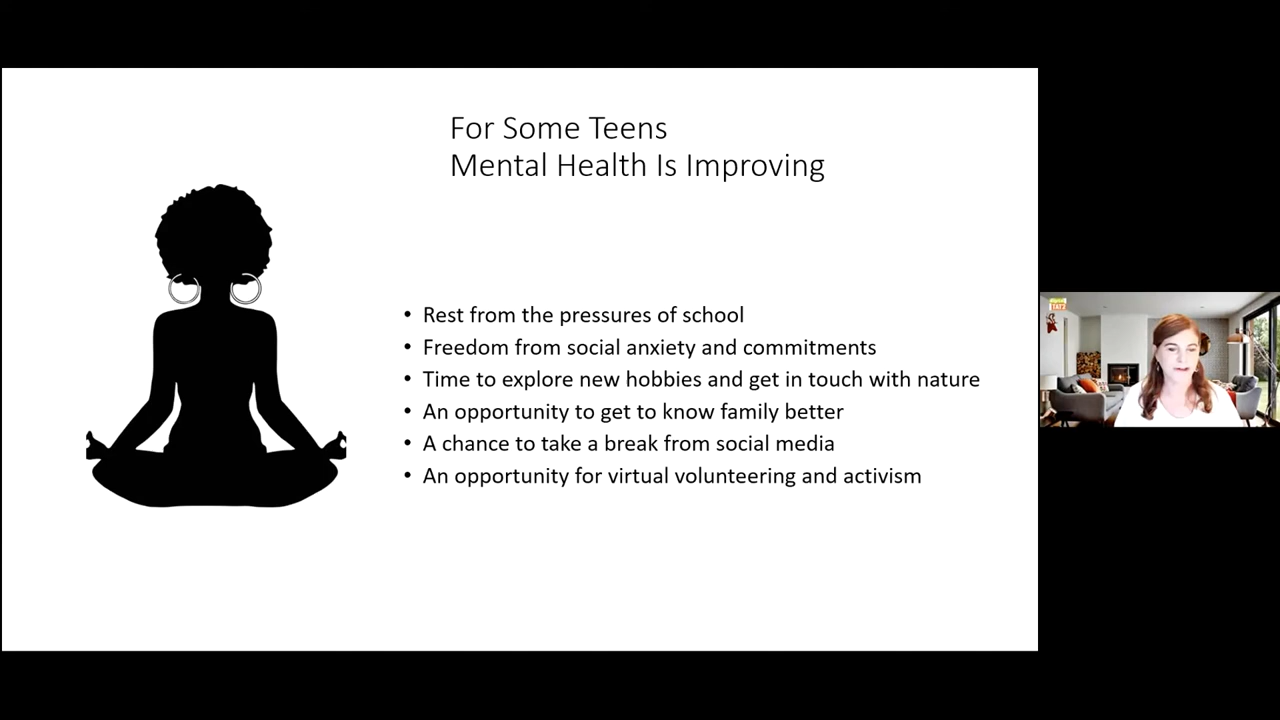 For Some Teens
Mental Health Is Improving
• Rest from the pressures of school
• Freedom from social anxiety and commitments
• Time to explore new hobbies and get in touch with nature
• An opportunity to get to know family better
• A chance to take a break from social media
• An opportunity for virtual volunteering and activism